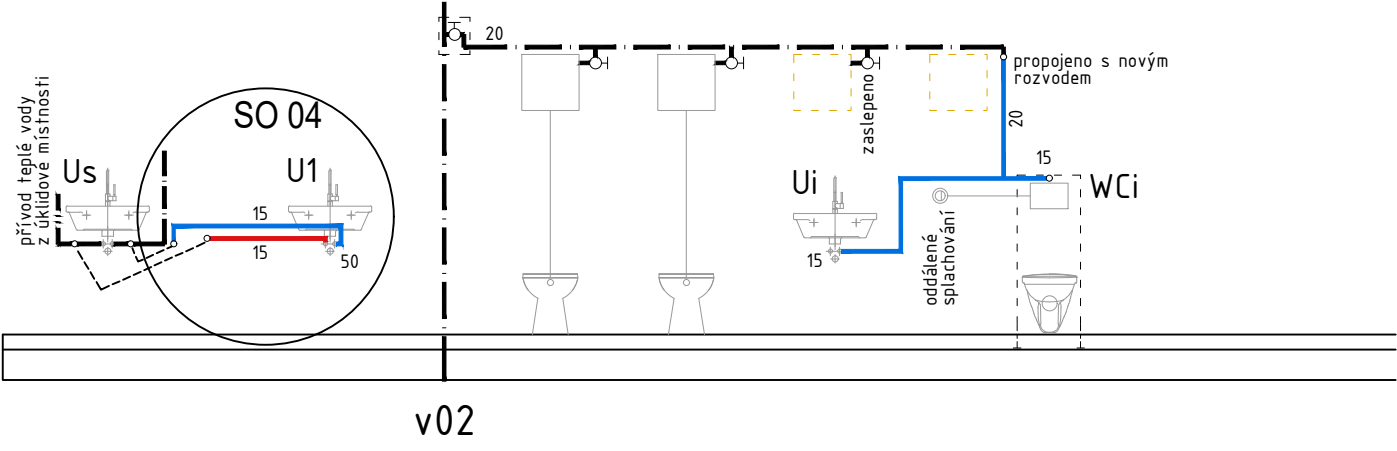 20
propojeno s novým
rozvodem
přívod teplé vody
z úklidové místnosti
SO 04
zaslepeno
20
15
Us
U1
Ui
WCi
15
15
50
15
oddálené
splachování
v02